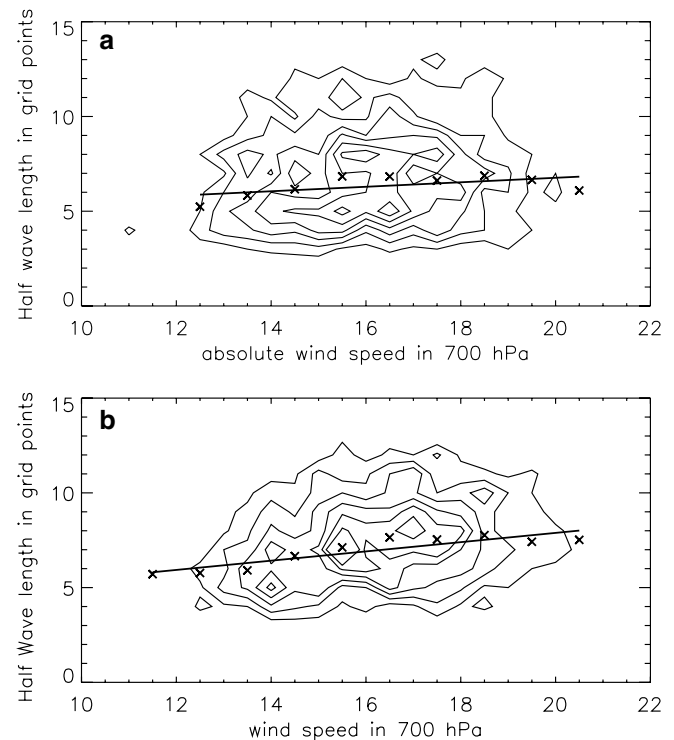 a
15
10
5
0
Half wave length in grid points
10 12 14 16 18 20 22
absolute wind speed in 700 hPa
b
15
10
5
0
Half Wave length in grid points
10 12 14 16 18 20 22
wind speed in 700 hPa